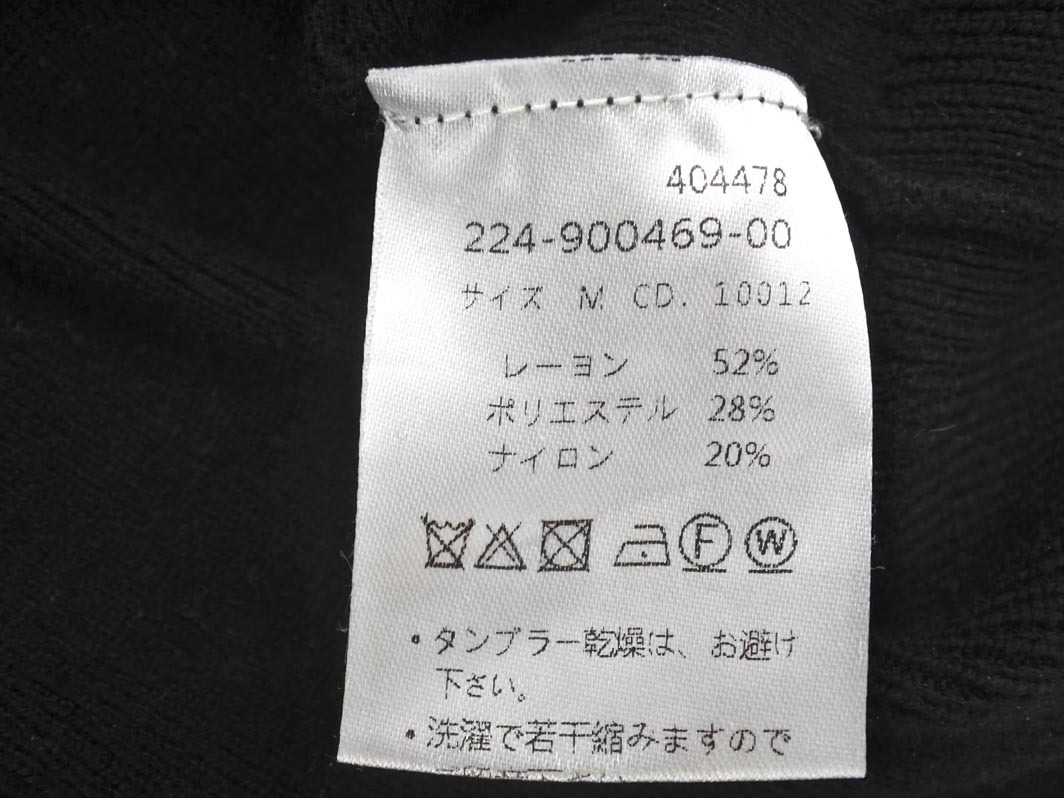 404478
224-900469-00
サイズ M CD. 10012
レーヨン 52%
ポリエステル 28%
ナイロン 20%
F W
・タンブラー乾燥は、お避け
下さい。
・洗濯で若干縮みますので